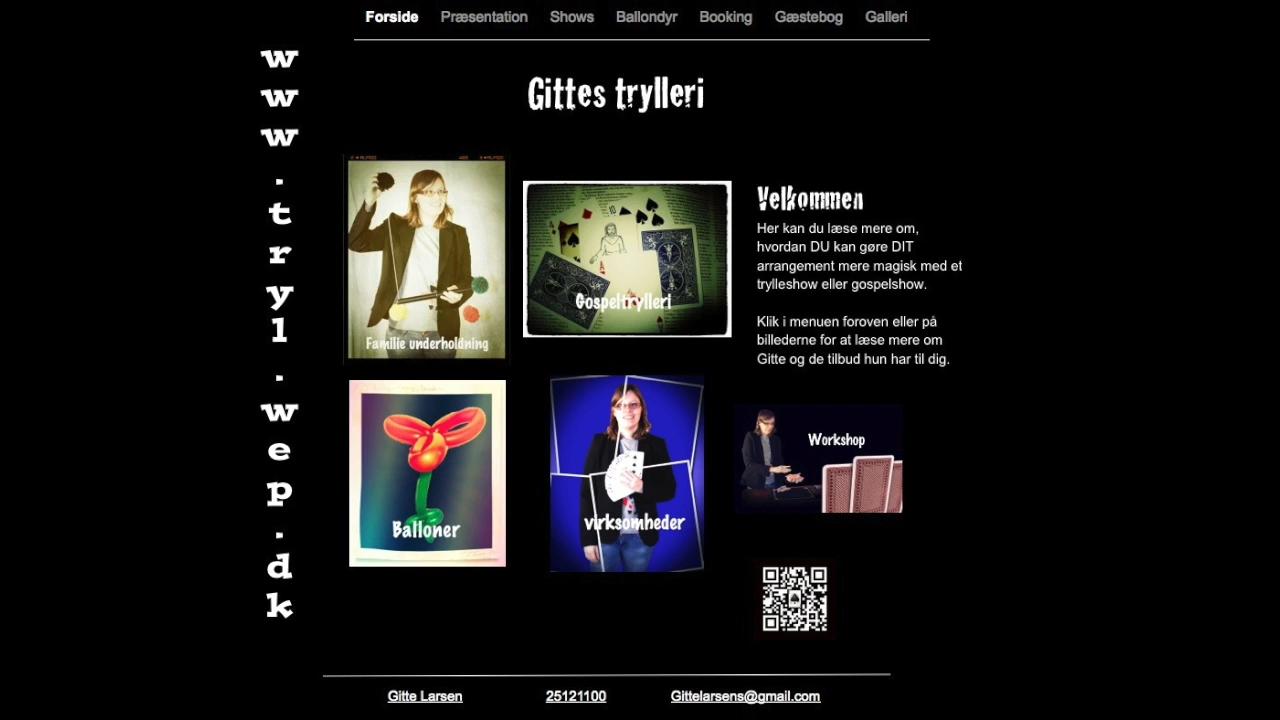 Forside Præsentation Shows Ballondyr Booking Gæstebog Galleri
www.tryl.wep.dk
Gittes trylleri
Familie underholdning
Gospeltrylleri
Velkommen
Her kan du læse mere om,
hvordan DU kan gøre DIT
arrangement mere magisk med et
trylleshow eller gospelshow.
Klik i menuen foroven eller på
billederne for at læse mere om
Gitte og de tilbud hun har til dig.
Balloner
virksomheder
Workshop
Gitte Larsen 25121100 Gittelarsens@gmail.com